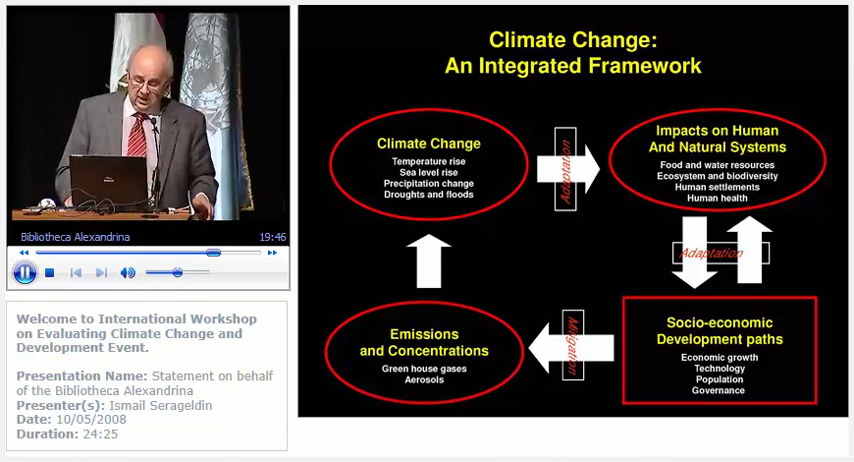 Bibliotheca Alexandrina
19:46
Welcome to International Workshop
on Evaluating Climate Change and
Development Event.
Presentation Name: Statement on behalf
of the Bibliotheca Alexandrina
Presenter(s): Ismail Serageldin
Date: 10/05/2008
Duration: 24:25
Climate Change:
An Integrated Framework
Climate Change
Temperature rise
Sea level rise
Precipitation change
Droughts and floods
Adaptation
Impacts on Human
And Natural Systems
Food and water resources
Ecosystem and biodiversity
Human settlements
Human health
Adaptation
Emissions
and Concentrations
Green house gases
Aerosols
Mitigation
Socio-economic
Development paths
Economic growth
Technology
Population
Governance